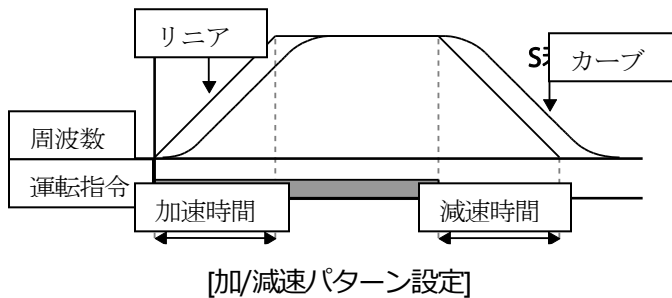 リニア
S
カーブ
周波数
運転指令
加速時間
減速時間
[加/減速パターン設定]